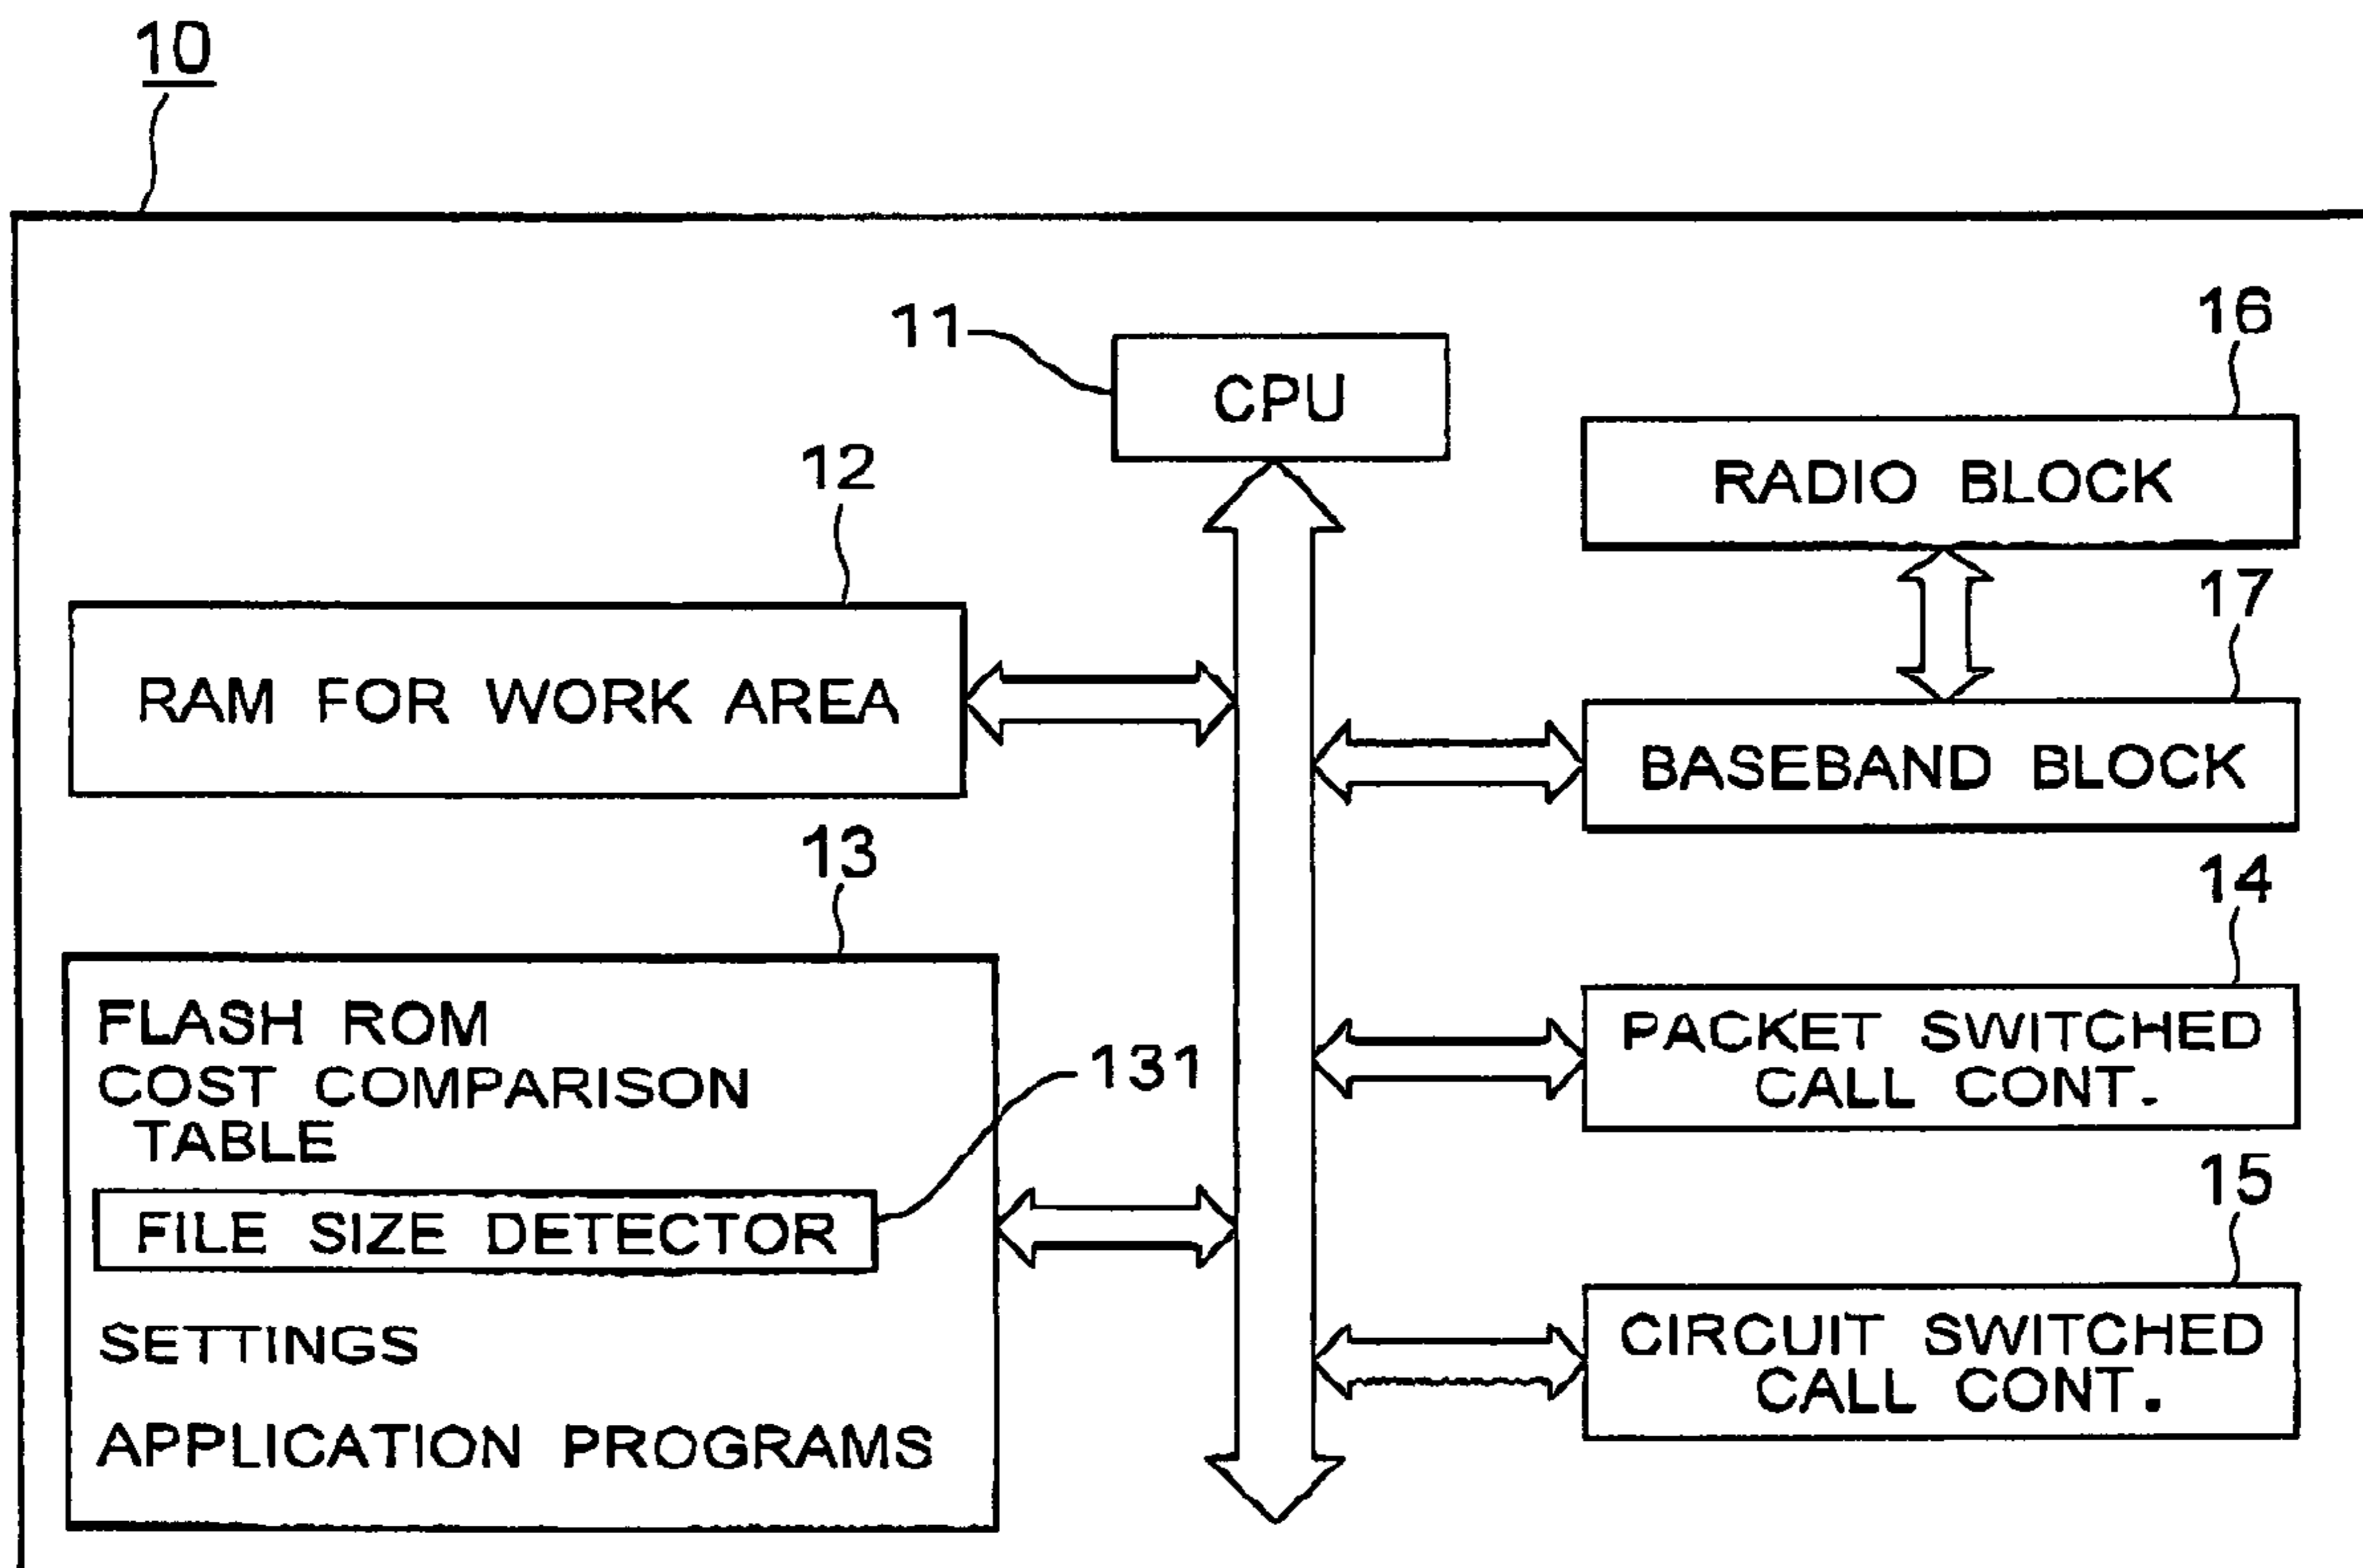 10
11
CPU
16
RADIO BLOCK
12
RAM FOR WORK AREA
17
BASEBAND BLOCK
13
FLASH ROM
COST COMPARISON
TABLE
131
FILE SIZE DETECTOR
SETTINGS
APPLICATION PROGRAMS
14
PACKET SWITCHED
CALL CONT.
15
CIRCUIT SWITCHED
CALL CONT.